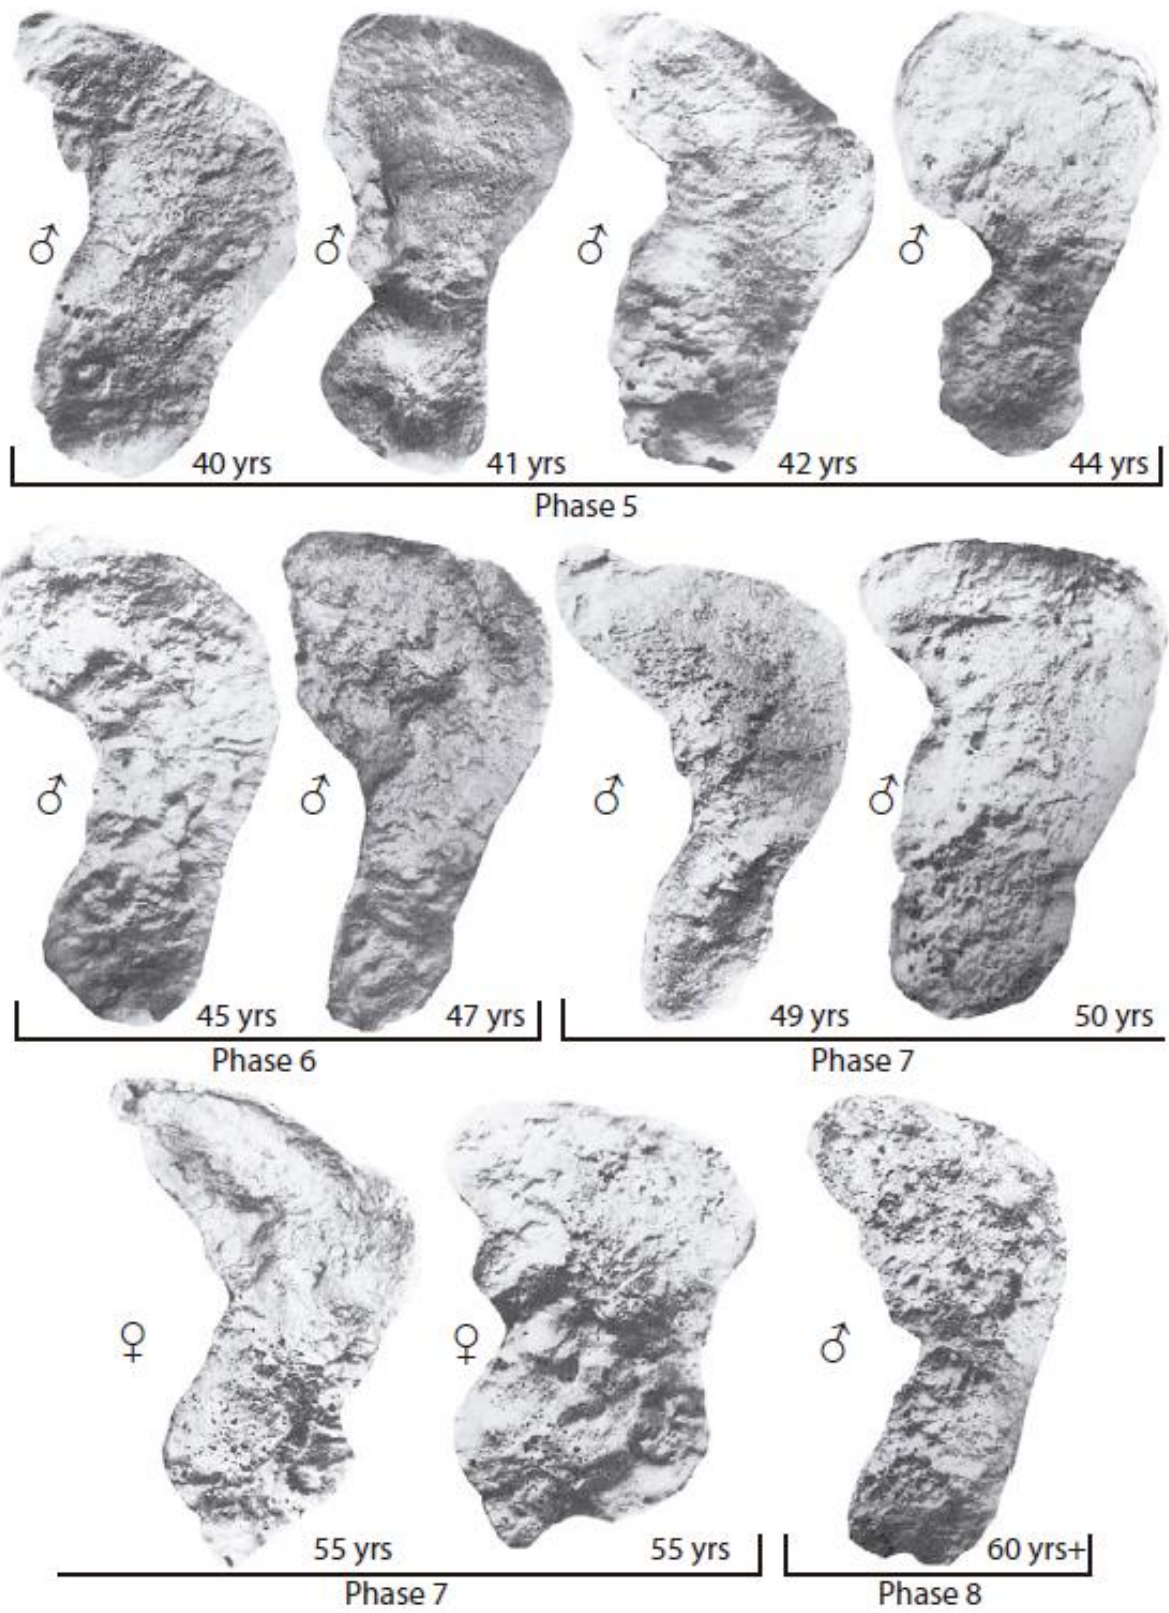 ♂ ♂ ♂ ♂
40 yrs 41 yrs 42 yrs 44 yrs
Phase 5
♂ ♂ ♂ ♂
45 yrs 47 yrs 49 yrs 50 yrs
Phase 6 Phase 7
♀ ♀ ♂
55 yrs 55 yrs 60 yrs+
Phase 7 Phase 8